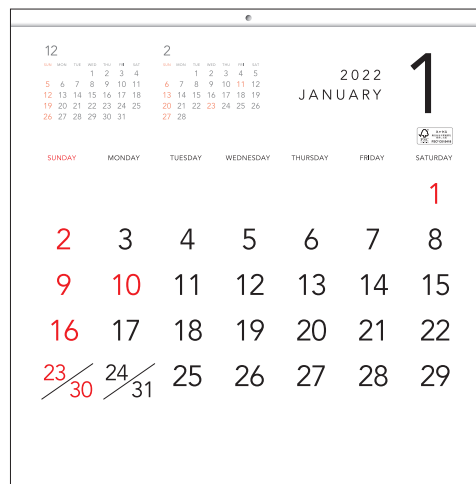 12
SUN MON TUE WED THU FRI SAT
1 2 3 4
5 6 7 8 9 10 11
12 13 14 15 16 17 18
19 20 21 22 23 24 25
26 27 28 29 30 31
2
SUN MON TUE WED THU FRI SAT
1 2 3 4 5
6 7 8 9 10 11 12
13 14 15 16 17 18 19
20 21 22 23 24 25 26
27 28
2022
JANUARY
1
FSC
SUNDAY MONDAY TUESDAY WEDNESDAY THURSDAY FRIDAY SATURDAY
1
2 3 4 5 6 7 8
9 10 11 12 13 14 15
16 17 18 19 20 21 22
23/30 24/31 25 26 27 28 29